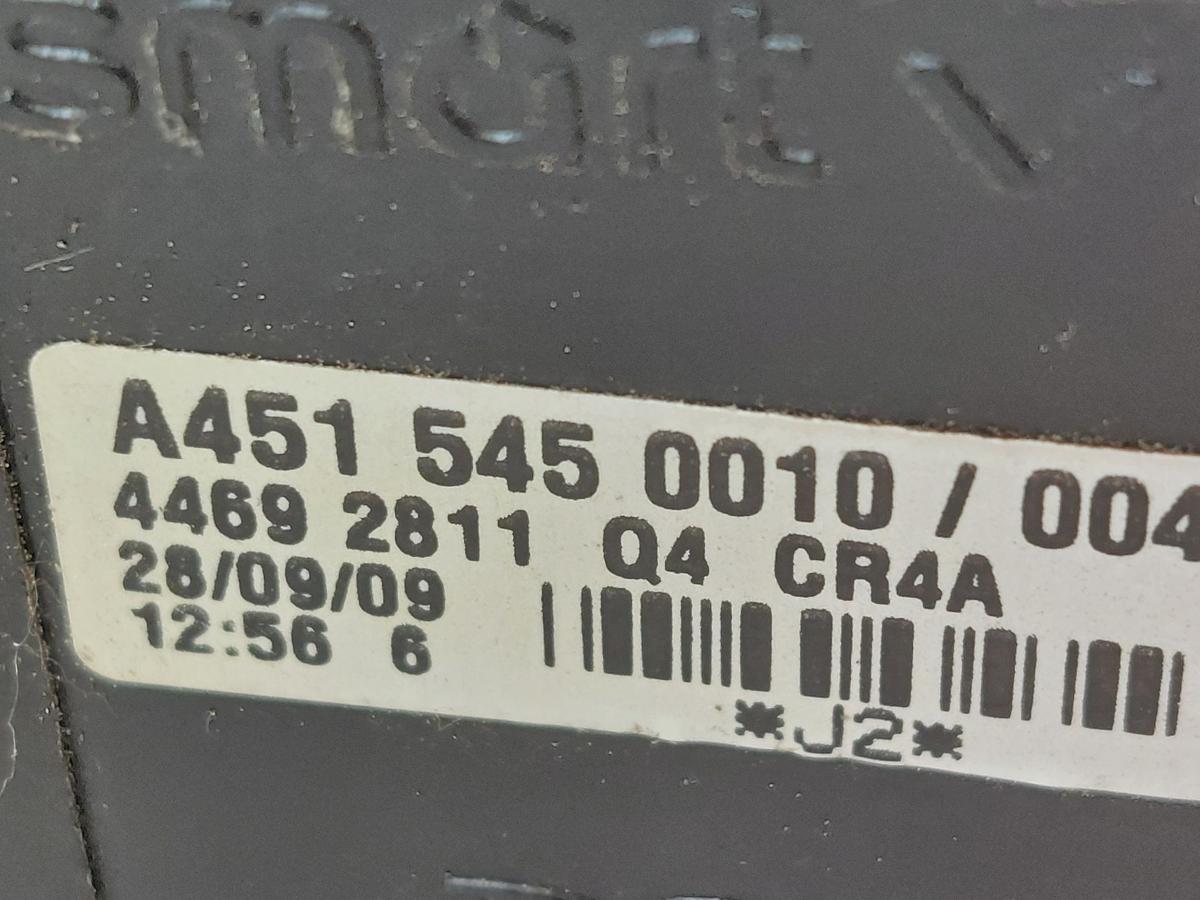 smart
A451 545 0010 / 004
4469 2811 Q4 CR4A
28/09/09
12:56 6
*J2*